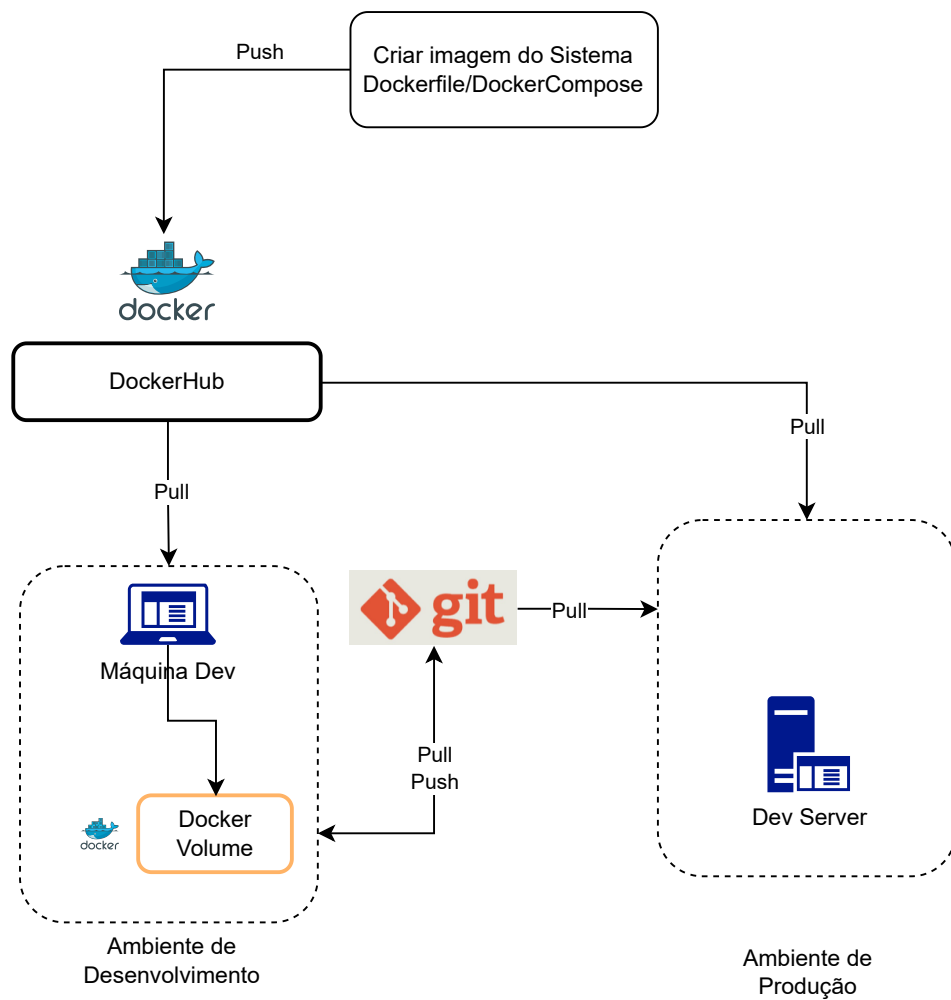 Push
Criar imagem do Sistema
Dockerfile/DockerCompose
docker
DockerHub
Pull
Pull
Máquina Dev
git
Pull
Pull
Push
docker
Docker
Volume
Dev Server
Ambiente de
Desenvolvimento
Ambiente de
Produção